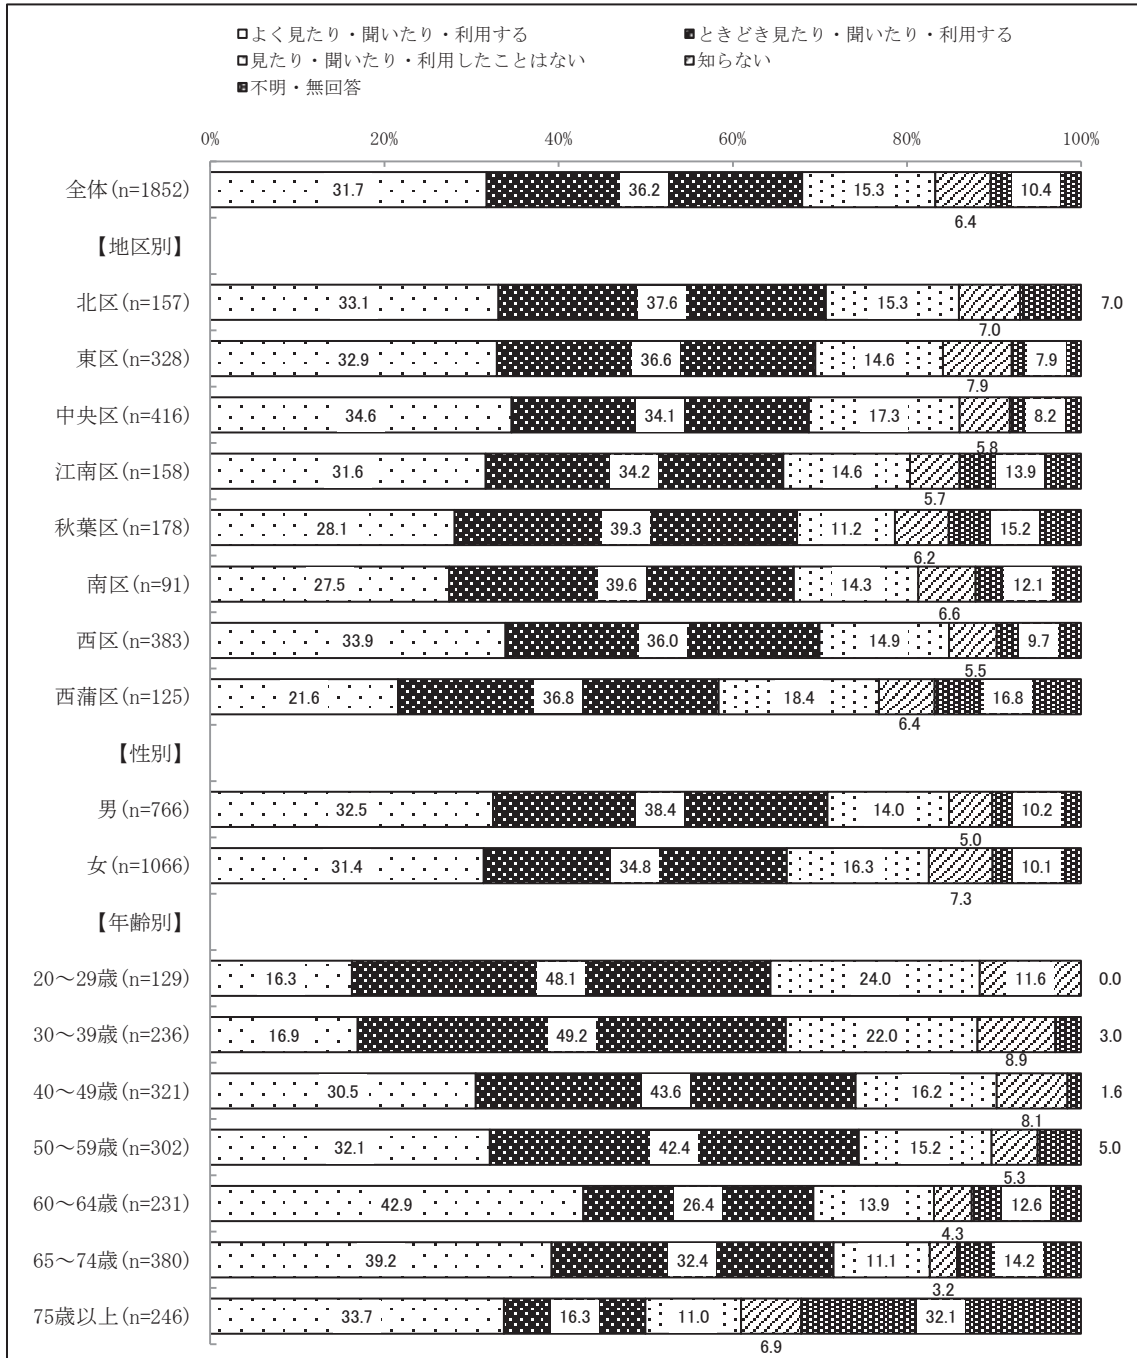 よく見たり・聞いたり・利用する ときどき見たり・聞いたり・利用する
見たり・聞いたり・利用したことはない 知らない
不明・無回答
0% 20% 40% 60% 80% 100%
全体(n=1852) 31.7 36.2 15.3 10.4
6.4
【地区別】
北区(n=157) 33.1 37.6 15.3 7.0
7.0
東区(n=328) 32.9 36.6 14.6 7.9
7.9
中央区(n=416) 34.6 34.1 17.3 8.2
5.8
江南区(n=158) 31.6 34.2 14.6 13.9
5.7
秋葉区(n=178) 28.1 39.3 11.2 15.2
6.2
南区(n=91) 27.5 39.6 14.3 12.1
6.6
西区(n=383) 33.9 36.0 14.9 9.7
5.5
西蒲区(n=125) 21.6 36.8 18.4 16.8
6.4
【性別】
男(n=766) 32.5 38.4 14.0 10.2
5.0
女(n=1066) 31.4 34.8 16.3 10.1
7.3
【年齢別】
20～29歳(n=129) 16.3 48.1 24.0 11.6 0.0
30～39歳(n=236) 16.9 49.2 22.0 3.0
8.9
40～49歳(n=321) 30.5 43.6 16.2 1.6
8.1
50～59歳(n=302) 32.1 42.4 15.2 5.0
5.3
60～64歳(n=231) 42.9 26.4 13.9 12.6
4.3
65～74歳(n=380) 39.2 32.4 11.1 14.2
3.2
75歳以上(n=246) 33.7 16.3 11.0 32.1
6.9